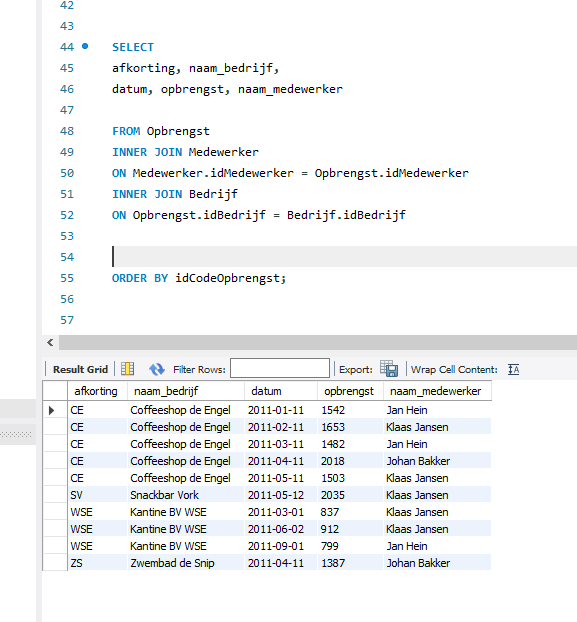 42
43
44 SELECT
45 afkorting, naam_bedrijf,
46 datum, opbrengst, naam_medewerker
47
48 FROM Opbrengst
49 INNER JOIN Medewerker
50 ON Medewerker.idMedewerker = Opbrengst.idMedewerker
51 INNER JOIN Bedrijf
52 ON Opbrengst.idBedrijf = Bedrijf.idBedrijf
53
54
55 ORDER BY idCodeOpbrengst;
56
57
Result Grid Filter Rows: Export: Wrap Cell Content:
afkorting naam_bedrijf datum opbrengst naam_medewerker
CE Coffeeshop de Engel 2011-01-11 1542 Jan Hein
CE Coffeeshop de Engel 2011-02-11 1653 Klaas Jansen
CE Coffeeshop de Engel 2011-03-11 1482 Jan Hein
CE Coffeeshop de Engel 2011-04-11 2018 Johan Bakker
CE Coffeeshop de Engel 2011-05-11 1503 Klaas Jansen
SV Snackbar Vork 2011-05-12 2035 Klaas Jansen
WSE Kantine BV WSE 2011-03-01 837 Klaas Jansen
WSE Kantine BV WSE 2011-06-02 912 Klaas Jansen
WSE Kantine BV WSE 2011-09-01 799 Jan Hein
ZS Zwembad de Snip 2011-04-11 1387 Johan Bakker